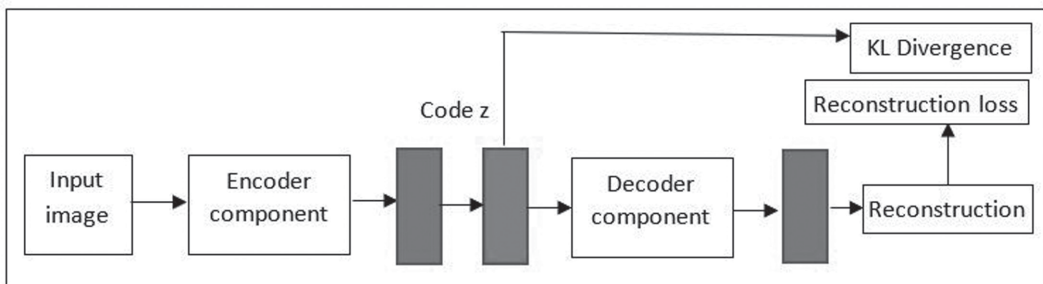 KL Divergence
Reconstruction loss
Code z
Input
image
Encoder
component
Decoder
component
Reconstruction